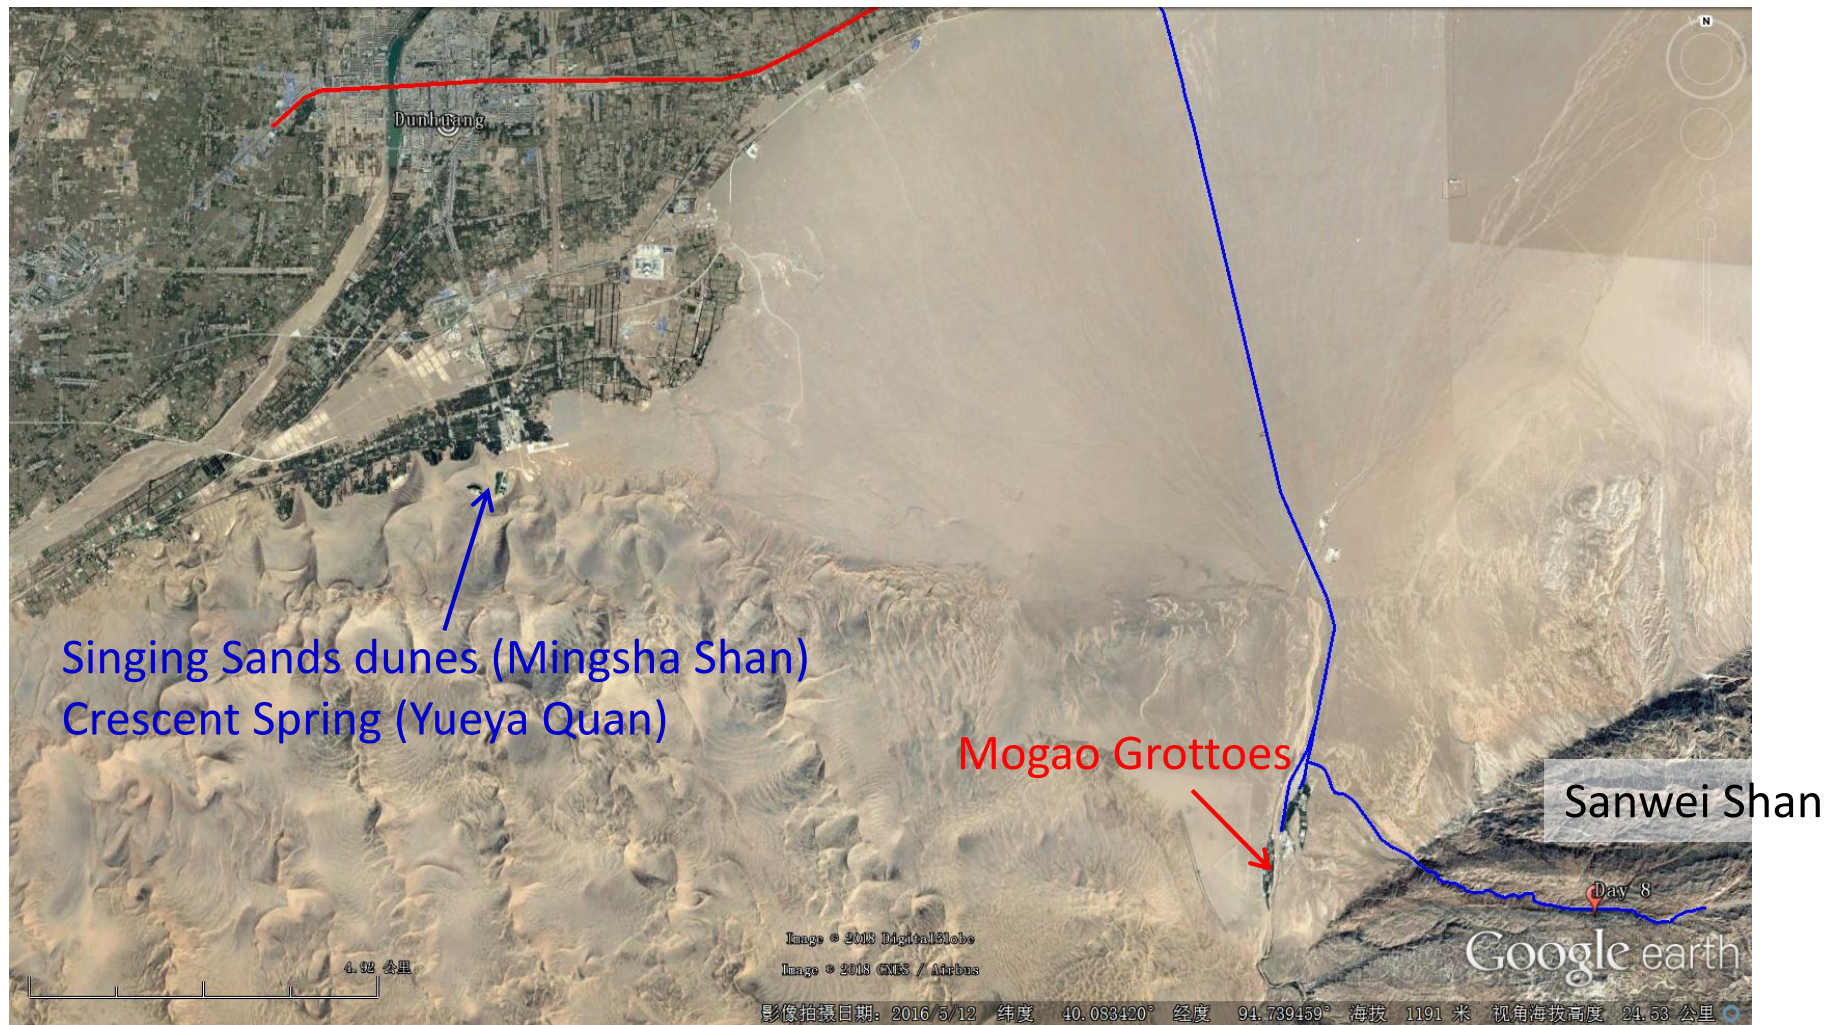 N
Dunhuang
Singing Sands dunes (Mingsha Shan)
Crescent Spring (Yueya Quan)
Mogao Grottoes
Sanwei Shan
Day 8
Google earth
Image © 2018 DigitalGlobe
Image © 2018 CNES / Airbus
4.92 公里
影像拍摄日期: 2016/5/12 纬度 40.083420° 经度 94.739459° 海拔 1191 米 视角海拔高度 24.53 公里